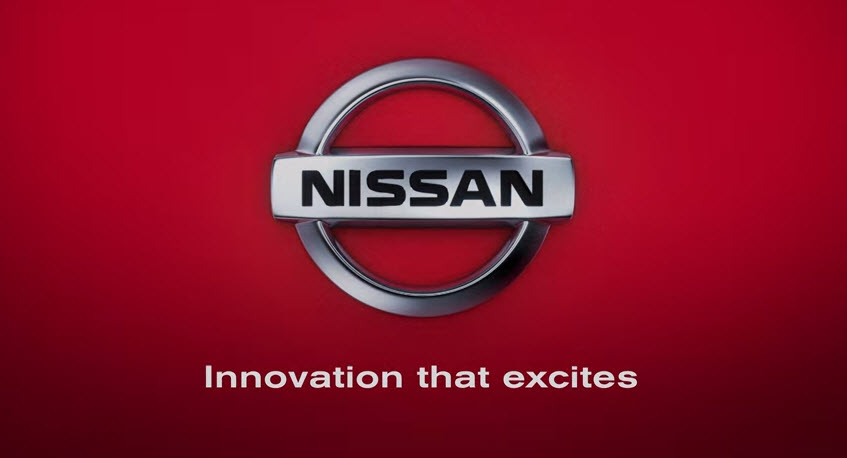 NISSAN
Innovation that excites